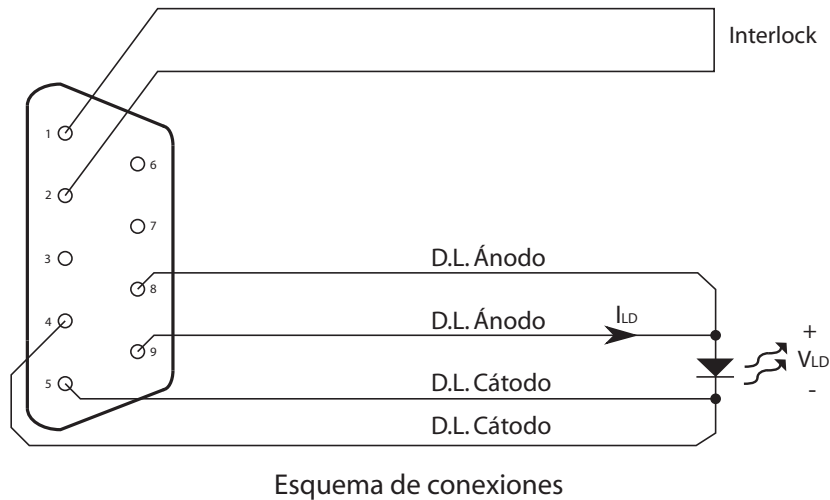 Interlock
1
6
2
7
3
D.L. Ánodo
8
4
D.L. Ánodo
ILD
9
+
VLD
-
5
D.L. Cátodo
D.L. Cátodo
Esquema de conexiones